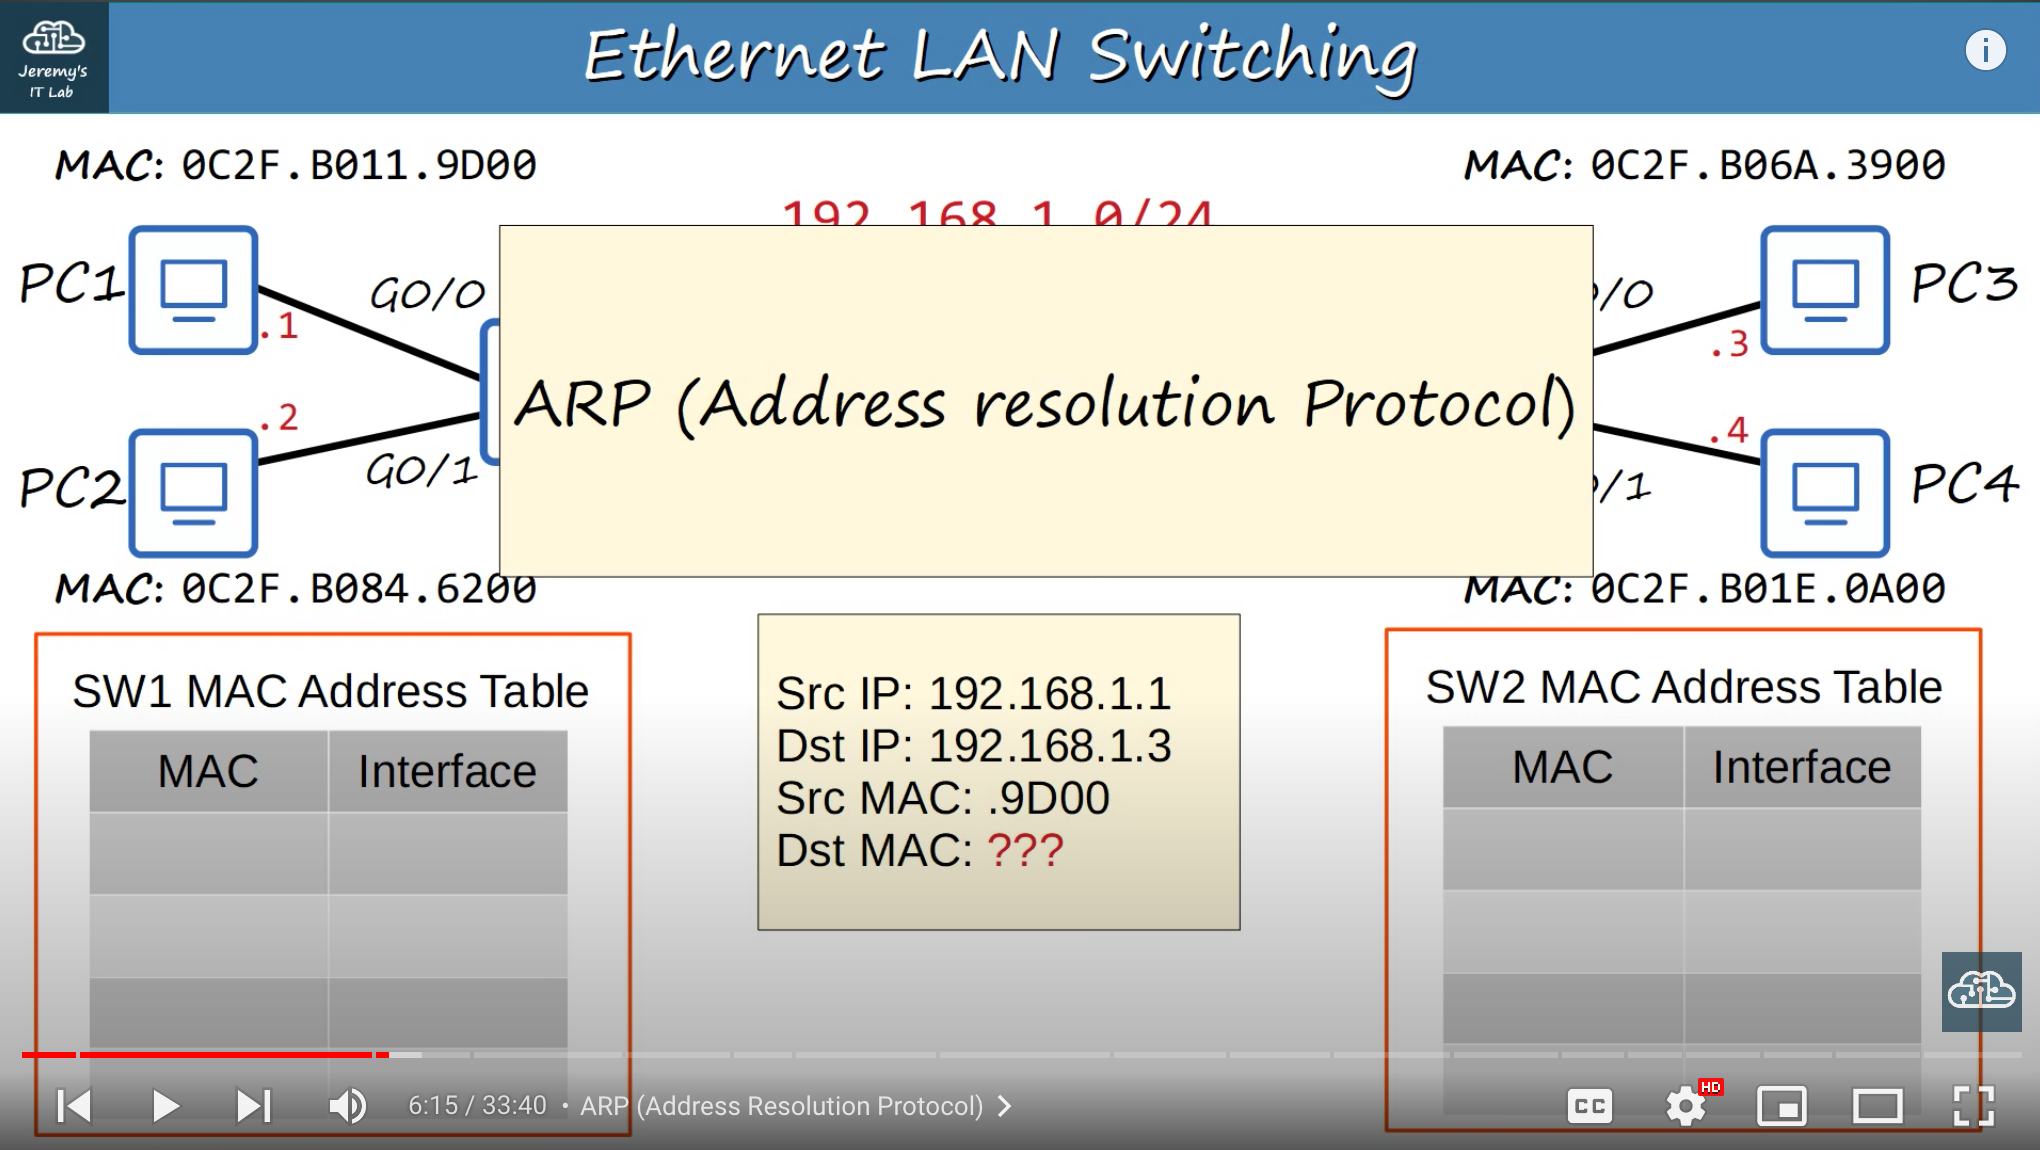 Ethernet LAN Switching
Jeremy's
IT Lab
i
MAC: 0C2F.B011.9D00
MAC: 0C2F.B06A.3900
192.168.1.0/24
PC1
G0/0
.1
/0
.3
PC3
ARP (Address resolution Protocol)
PC2
.2
G0/1
.4
/1
PC4
MAC: 0C2F.B084.6200
MAC: 0C2F.B01E.0A00
SW1 MAC Address Table
MAC Interface
Src IP: 192.168.1.1
Dst IP: 192.168.1.3
Src MAC: .9D00
Dst MAC: ???
SW2 MAC Address Table
MAC Interface
6:15 / 33:40 • ARP (Address Resolution Protocol)
CC
HD